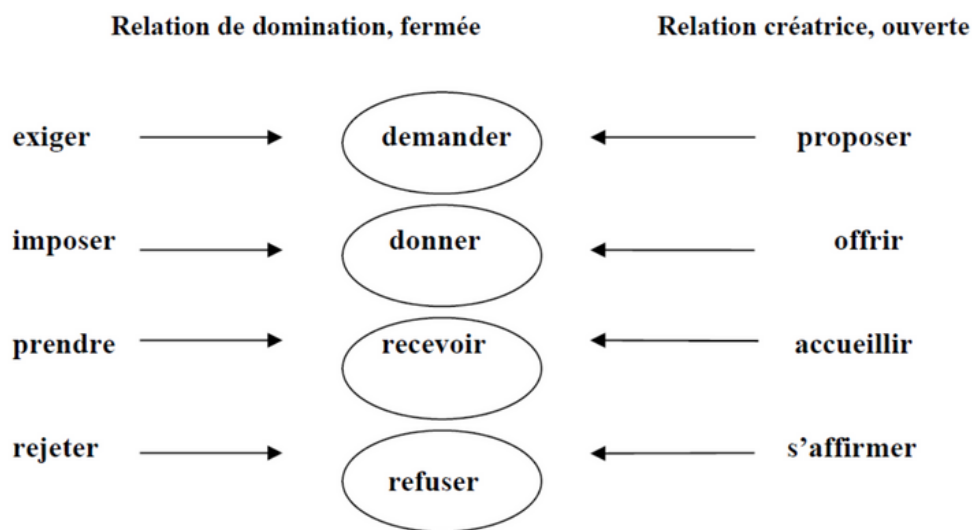 Relation de domination, fermée Relation créatrice, ouverte
exiger demander proposer
imposer donner offrir
prendre recevoir accueillir
rejeter s’affirmer
refuser